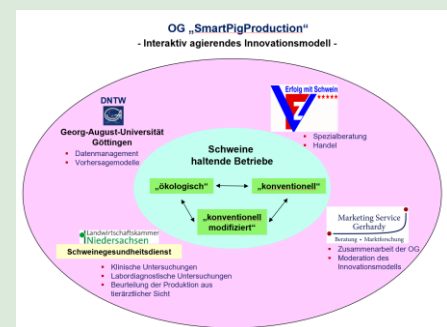 OG „SmartPigProduction“
- Interaktiv agierendes Innovationsmodell -
DNTW
Georg-August-Universität
Göttingen
• Datenmanagement
• Vorhersagemodelle
Erfolg mit Schwein
VzF
• Spezialberatung
• Handel
Schweine
haltende Betriebe
„ökologisch“
„konventionell“
„konventionell
modifiziert“
Landwirtschaftskammer
Niedersachsen
Schweinegesundheitsdienst
• Klinische Untersuchungen
• Labordiagnostische Untersuchungen
• Beurteilung der Produktion aus
tierärztlicher Sicht
Marketing Service
Gerhardy
Beratung • Marktforschung
• Zusammenarbeit der OG
• Moderation des
Innovationsmodells